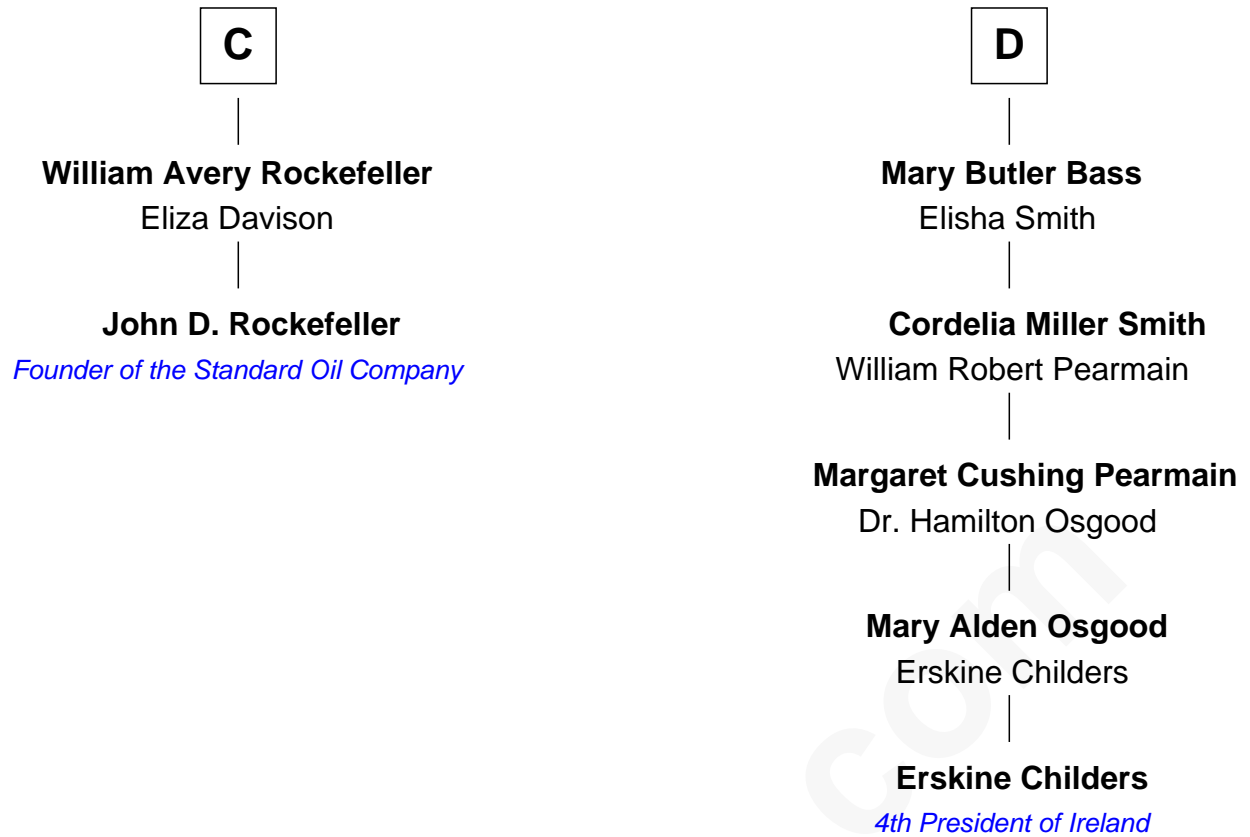 C
William Avery Rockefeller
Eliza Davison
John D. Rockefeller
Founder of the Standard Oil Company
D
Mary Butler Bass
Elisha Smith
Cordelia Miller Smith
William Robert Pearmain
Margaret Cushing Pearmain
Dr. Hamilton Osgood
Mary Alden Osgood
Erskine Childers
Erskine Childers
4th President of Ireland
com